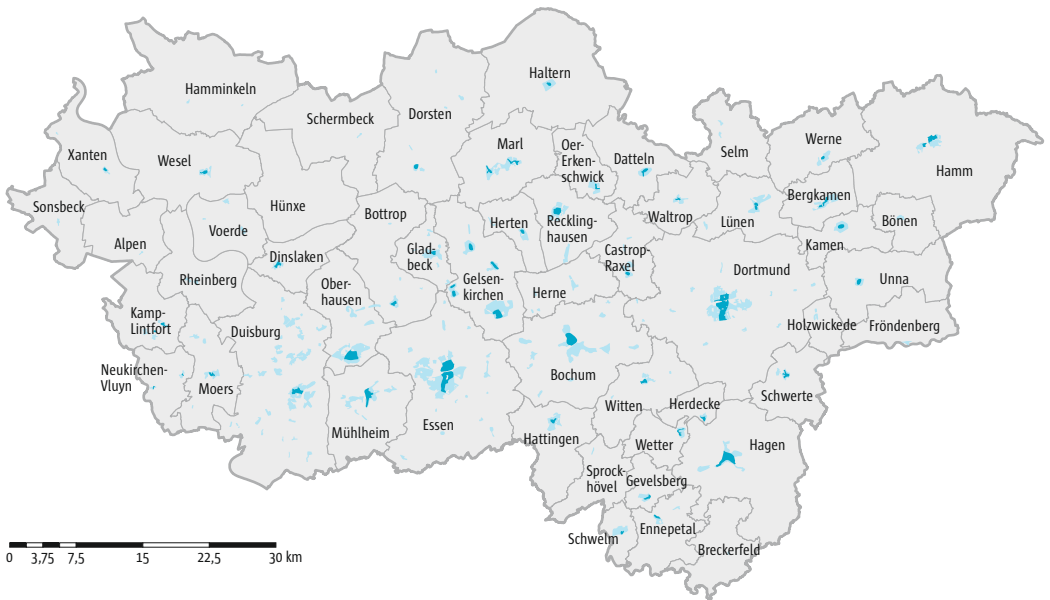 Haltern
Hamminkeln
Dorsten
Schermbeck
Marl
Oer-
Erken-
schwick
Datteln
Selm
Werne
Hamm
Xanten
Wesel
Sonsbeck
Hünxe
Bottrop
Herten
Reckling-
hausen
Waltrop
Lünen
Bergkamen
Bönen
Alpen
Voerde
Dinslaken
Glad-
beck
Castrop-
Raxel
Kamen
Rheinberg
Ober-
hausen
Gelsen-
kirchen
Herne
Dortmund
Unna
Kamp-
Lintfort
Duisburg
Holzwickede
Fröndenberg
Neukirchen-
Vluyn
Moers
Bochum
Schwerte
Mühlheim
Essen
Hattingen
Witten
Herdecke
Wetter
Hagen
Sprock-
hövel
Gevelsberg
Schwelm
Ennepetal
Breckerfeld
0 3,75 7,5 15 22,5 30 km